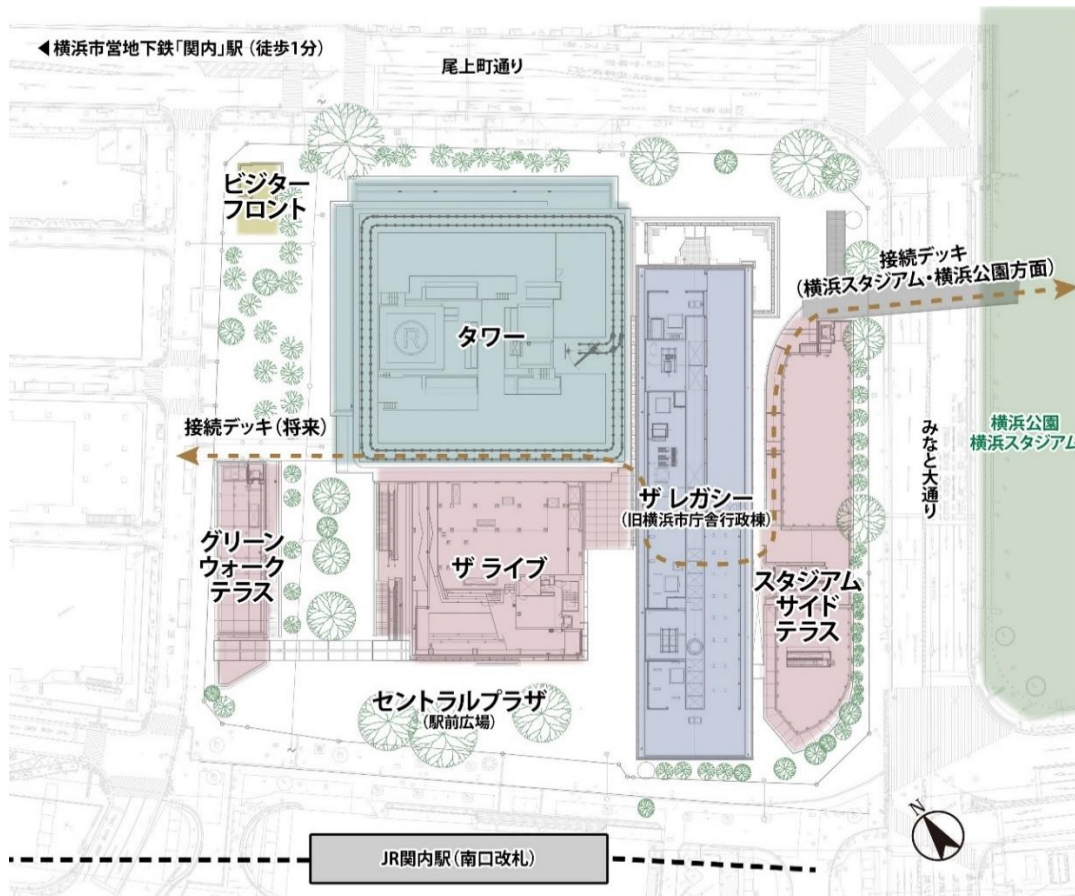 ◀横浜市営地下鉄「関内」駅（徒歩1分）
尾上町通り
ビジター
フロント
タワー
R
接続デッキ
（横浜スタジアム・横浜公園方面）
接続デッキ（将来）
横浜公園
横浜スタジアム
みなと大通り
ザ レガシー
（旧横浜市庁舎行政棟）
グリーン
ウォーク
テラス
ザ ライブ
スタジアム
サイド
テラス
セントラルプラザ
（駅前広場）
N
JR関内駅（南口改札）